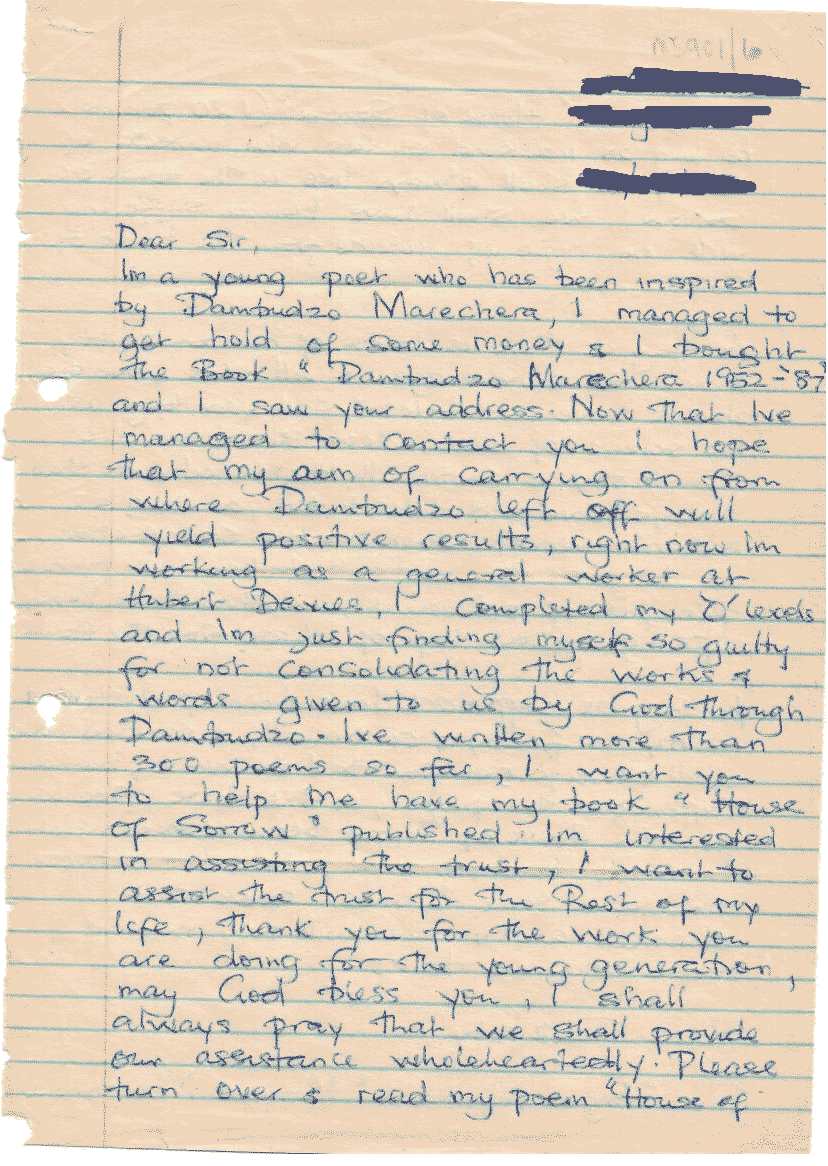 Dear Sir,
Im a young poet who has been inspired
by Dambudzo Marechera, I managed to
get hold of some money & I bought
the Book "Dambudzo Marechera 1952-'87'
and I saw your address. Now that Ive
managed to contact you I hope
that my aim of carrying on from
where Dambudzo left off will
yield positive results, right now Im
working as a general worker at
Hubert Davies, I completed my 'O' levels
and Im just finding myself so guilty
for not consolidating the works &
words given to us by God through
Dambudzo. Ive written more than
300 poems so far, I want you
to help me have my book "House
of Sorrow" published. Im interested
in assisting the trust, I want to
assist the trust for the Rest of my
life, thank you for the work you
are doing for the young generation,
may God bless you, I shall
always pray that we shall provide
our assistance wholeheartedly. Please
turn over & read my poem "House of